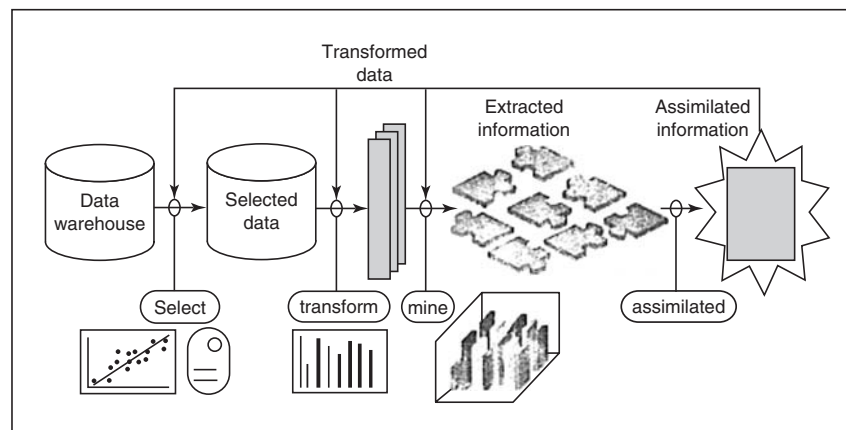 Transformed
data
Extracted
information
Assimilated
information
Data
warehouse
Selected
data
Select
transform
mine
assimilated